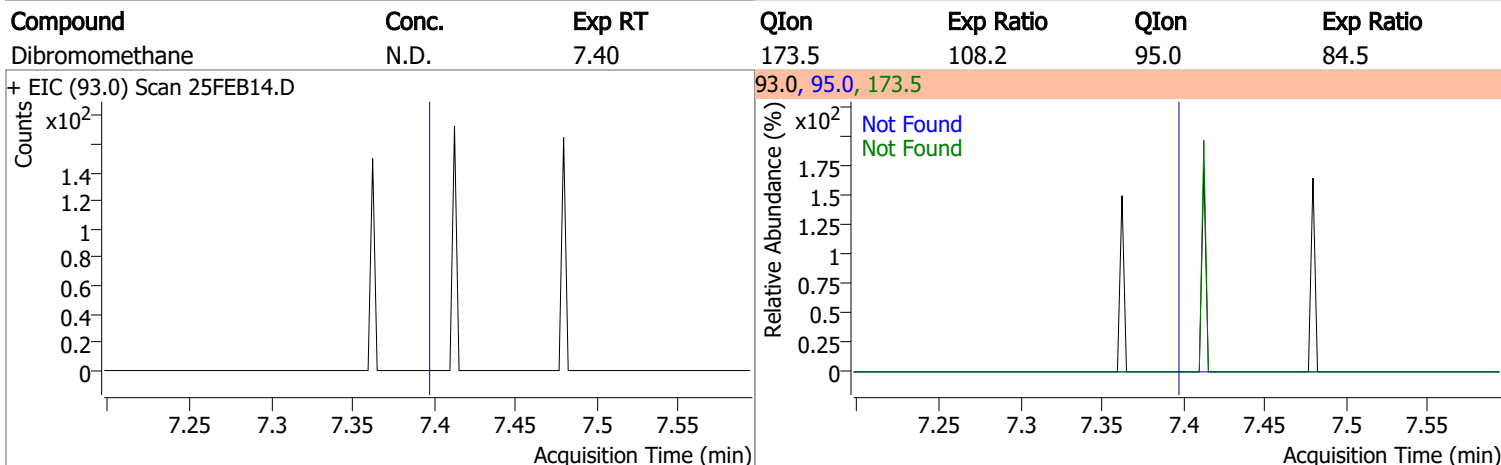 Compound Conc. Exp RT QIon Exp Ratio QIon Exp Ratio
Dibromomethane N.D. 7.40 173.5 108.2 95.0 84.5
+ EIC (93.0) Scan 25FEB14.D
Counts
x102
1.4
1.2
1
0.8
0.6
0.4
0.2
0
7.25 7.3 7.35 7.4 7.45 7.5 7.55
Acquisition Time (min)
93.0, 95.0, 173.5
Relative Abundance (%)
x102
Not Found
Not Found
1.75
1.5
1.25
1
0.75
0.5
0.25
0
7.25 7.3 7.35 7.4 7.45 7.5 7.55
Acquisition Time (min)